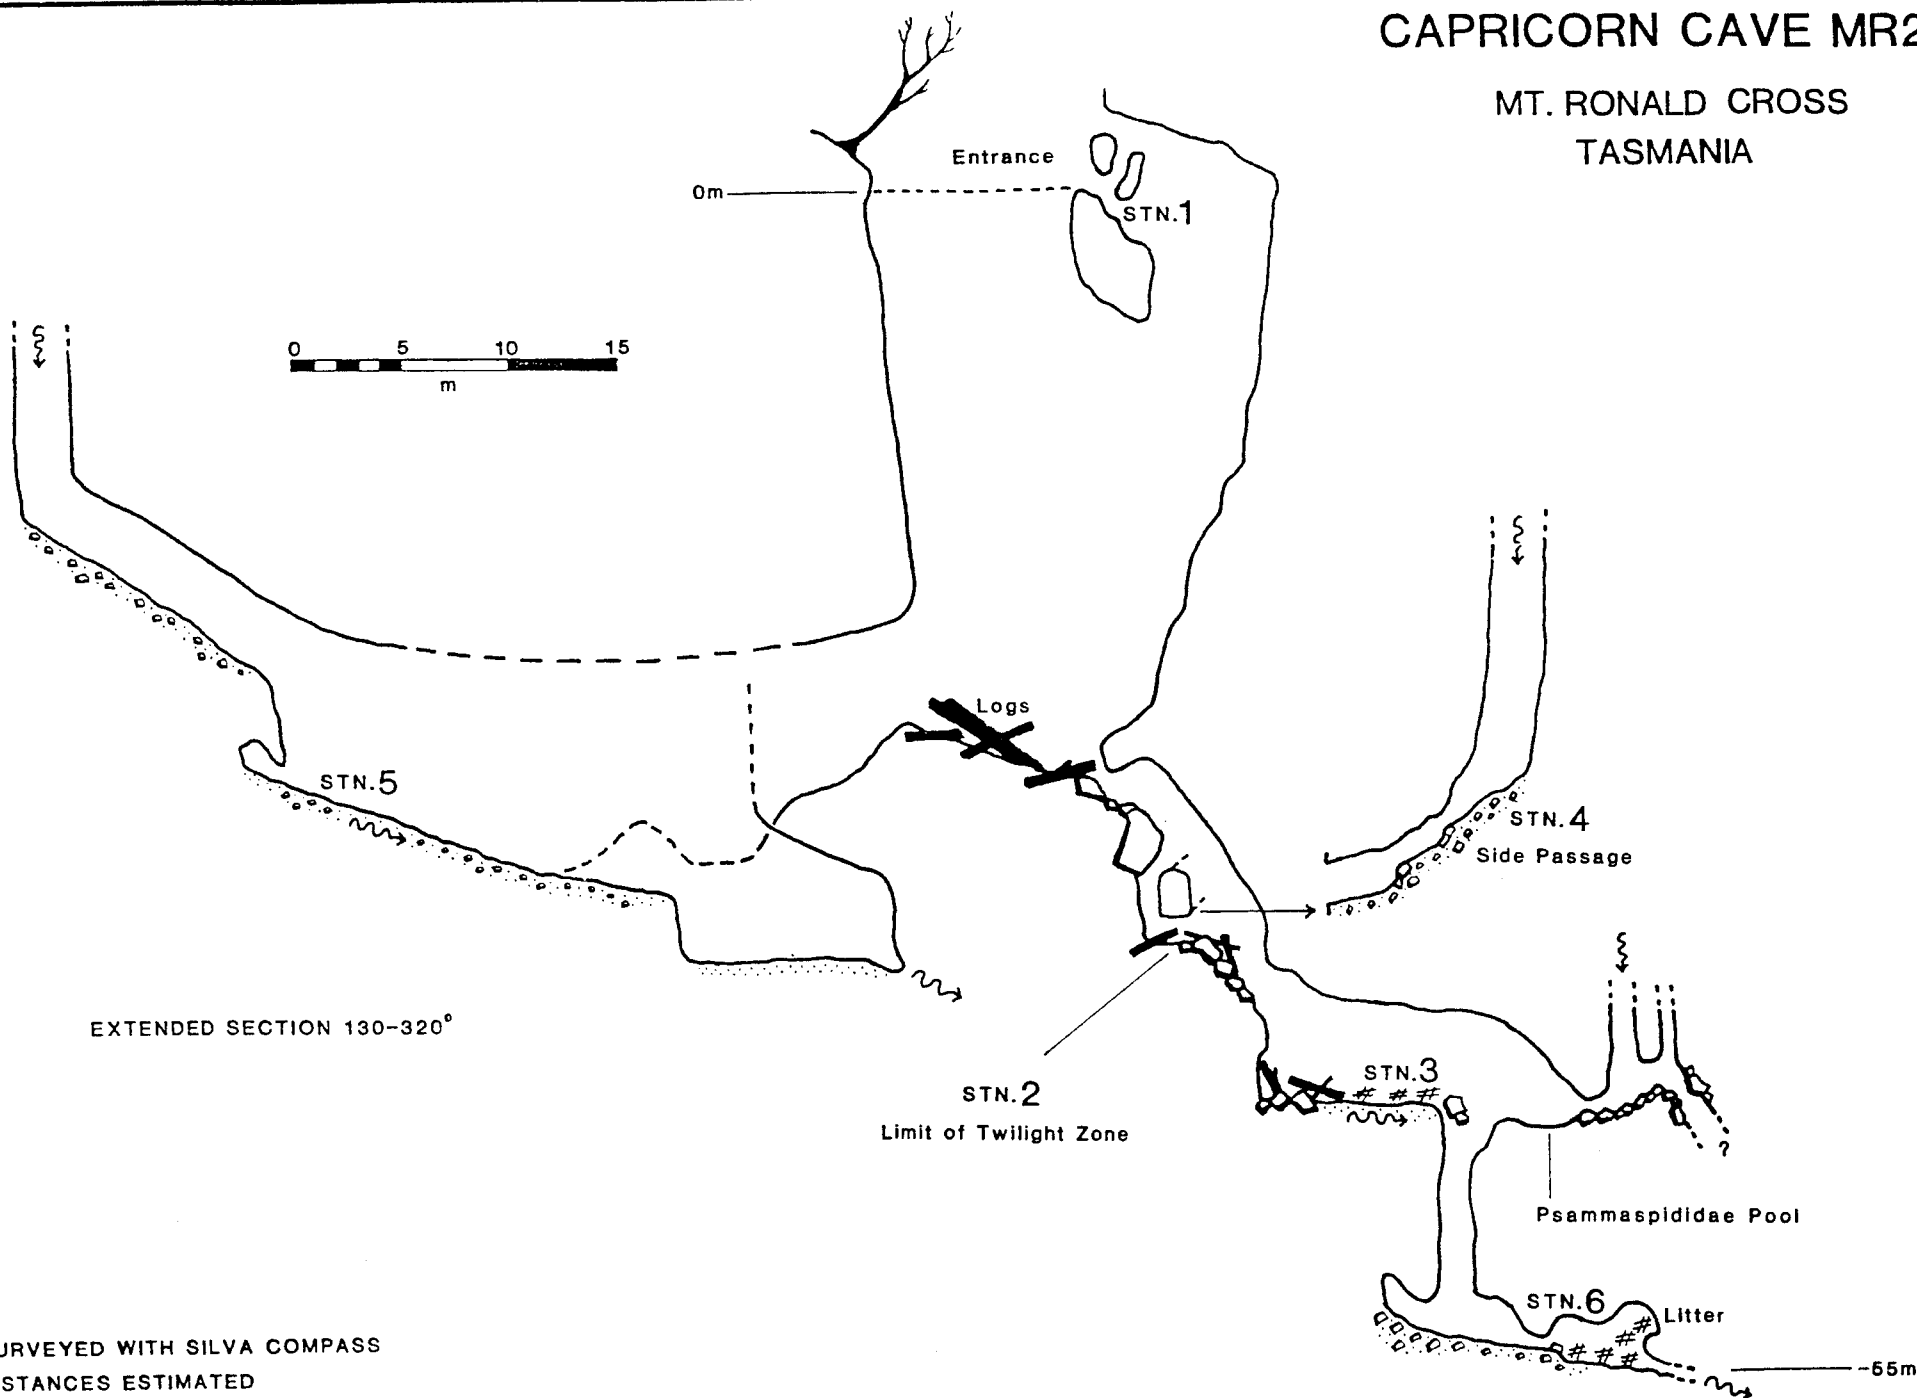 CAPRICORN CAVE MR2
MT. RONALD CROSS
TASMANIA
Entrance
0m
STN.1
0 5 10 15
m
Logs
STN.5
STN.4
Side Passage
EXTENDED SECTION 130-320°
STN.2
Limit of Twilight Zone
STN.3
?
Psammaspididae Pool
STN.6
Litter
-65m
URVEYED WITH SILVA COMPASS
STANCES ESTIMATED